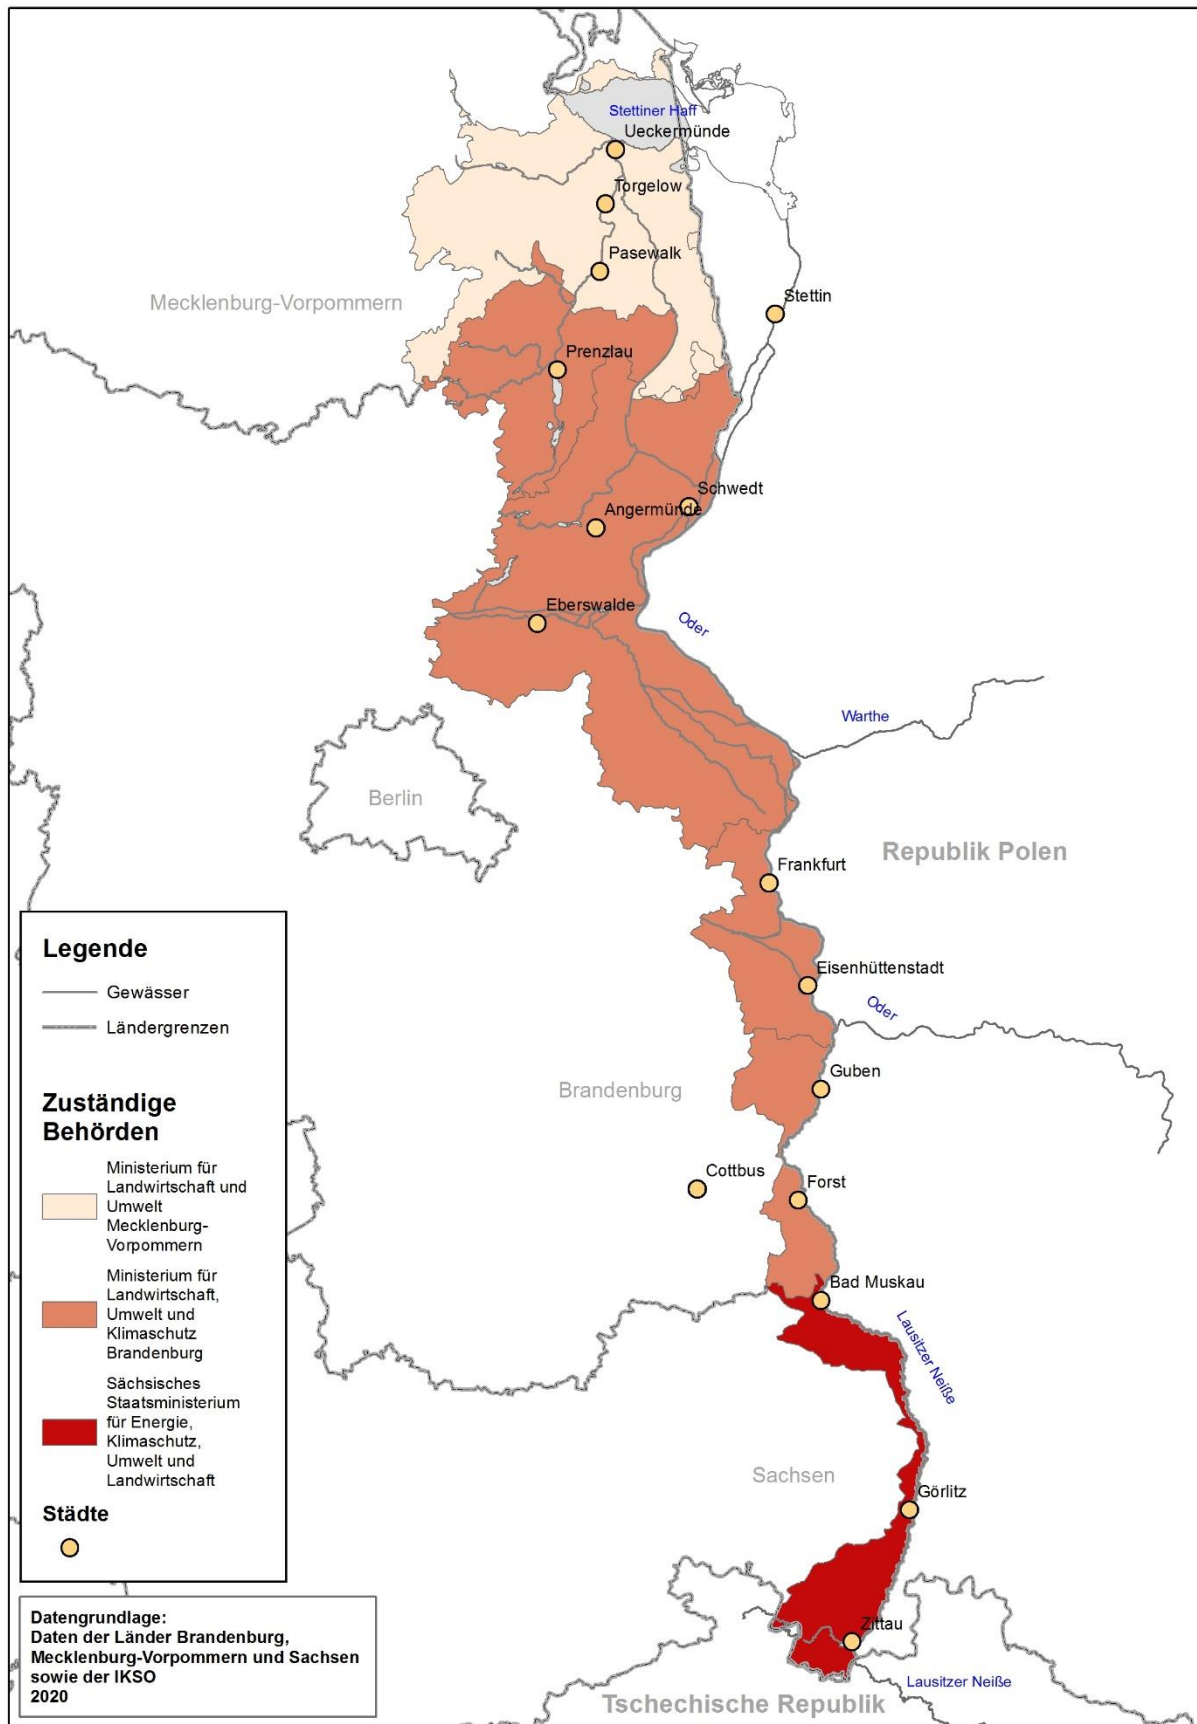 Stettiner Haff
Ueckermünde
Torgelow
Pasewalk
Mecklenburg-Vorpommern
Stettin
Prenzlau
Schwedt
Angermünde
Eberswalde
Oder
Warthe
Berlin
Republik Polen
Frankfurt
Eisenhüttenstadt
Oder
Guben
Brandenburg
Cottbus
Forst
Bad Muskau
Lausitzer Neiße
Sachsen
Görlitz
Zittau
Lausitzer Neiße
Tschechische Republik
Legende
Gewässer
Ländergrenzen
Zuständige
Behörden
Ministerium für
Landwirtschaft und
Umwelt
Mecklenburg-
Vorpommern
Ministerium für
Landwirtschaft,
Umwelt und
Klimaschutz
Brandenburg
Sächsisches
Staatsministerium
für Energie,
Klimaschutz,
Umwelt und
Landwirtschaft
Städte
Datengrundlage:
Daten der Länder Brandenburg,
Mecklenburg-Vorpommern und Sachsen
sowie der IKSO
2020